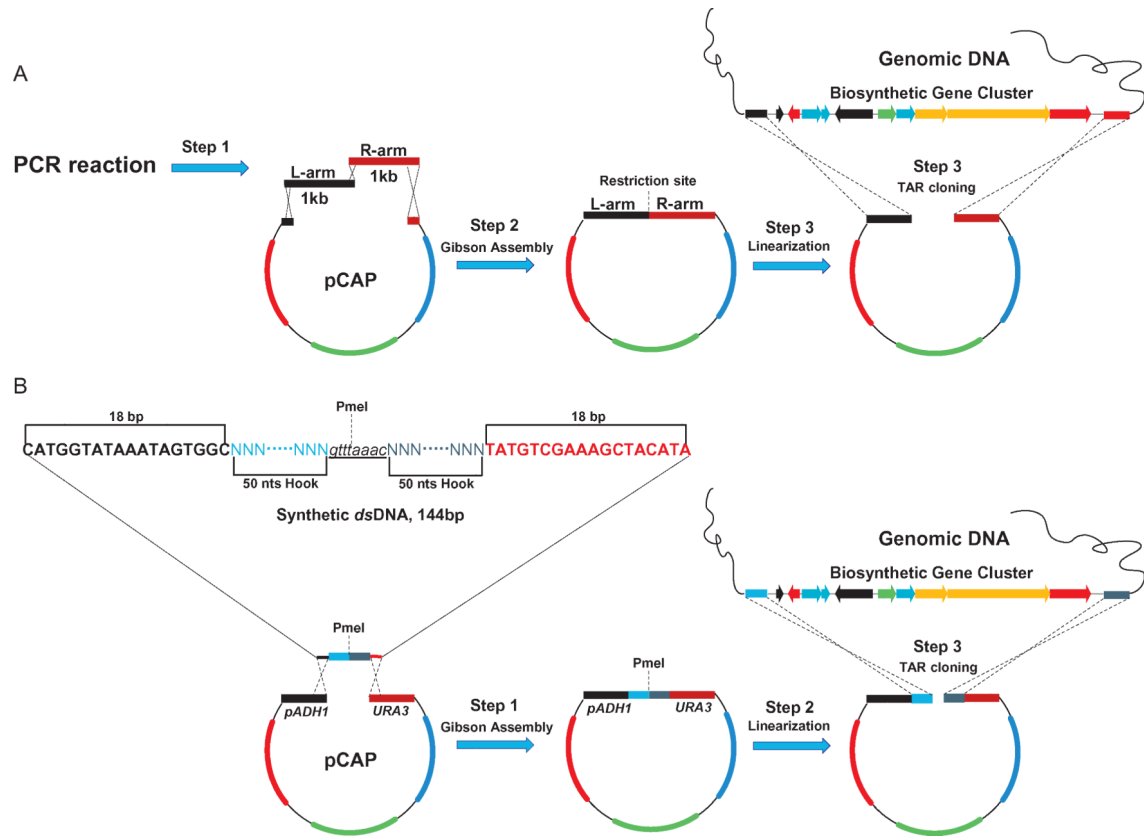 A
PCR reaction
Step 1
L-arm
1kb
R-arm
1kb
pCAP
Step 2
Gibson Assembly
Restriction site
L-arm
R-arm
Step 3
Linearization
Genomic DNA
Biosynthetic Gene Cluster
Step 3
TAR cloning
B
PmeI
18 bp
18 bp
CATGGTATAAATAGTGGCNNN······NNNgtttaaacNNN······NNNTATGTCGAAAGCTACATA
50 nts Hook
50 nts Hook
Synthetic dsDNA, 144bp
PmeI
pADH1
URA3
pCAP
Step 1
Gibson Assembly
PmeI
pADH1
URA3
Step 2
Linearization
Genomic DNA
Biosynthetic Gene Cluster
Step 3
TAR cloning